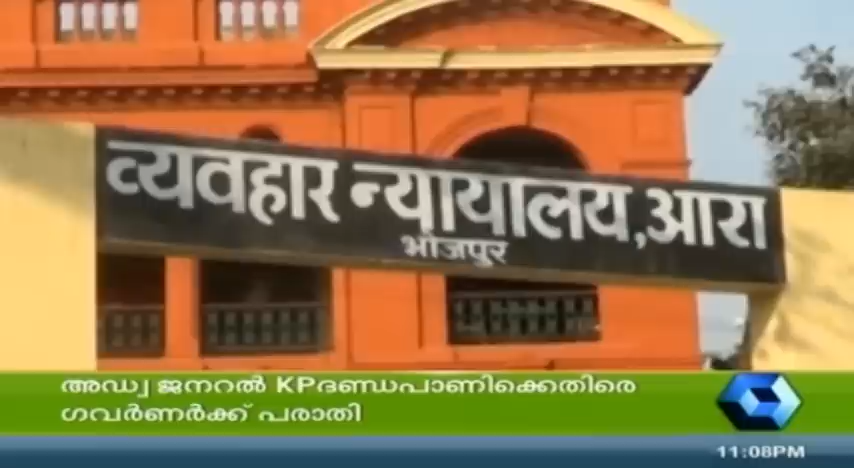 व्यवहार न्यायालय,आरा
भोजपुर
അഡ്വ ജനറൽ KPദണ്ഡപാണിക്കെതിരെ
ഗവർണർക്ക് പരാതി
11:08PM